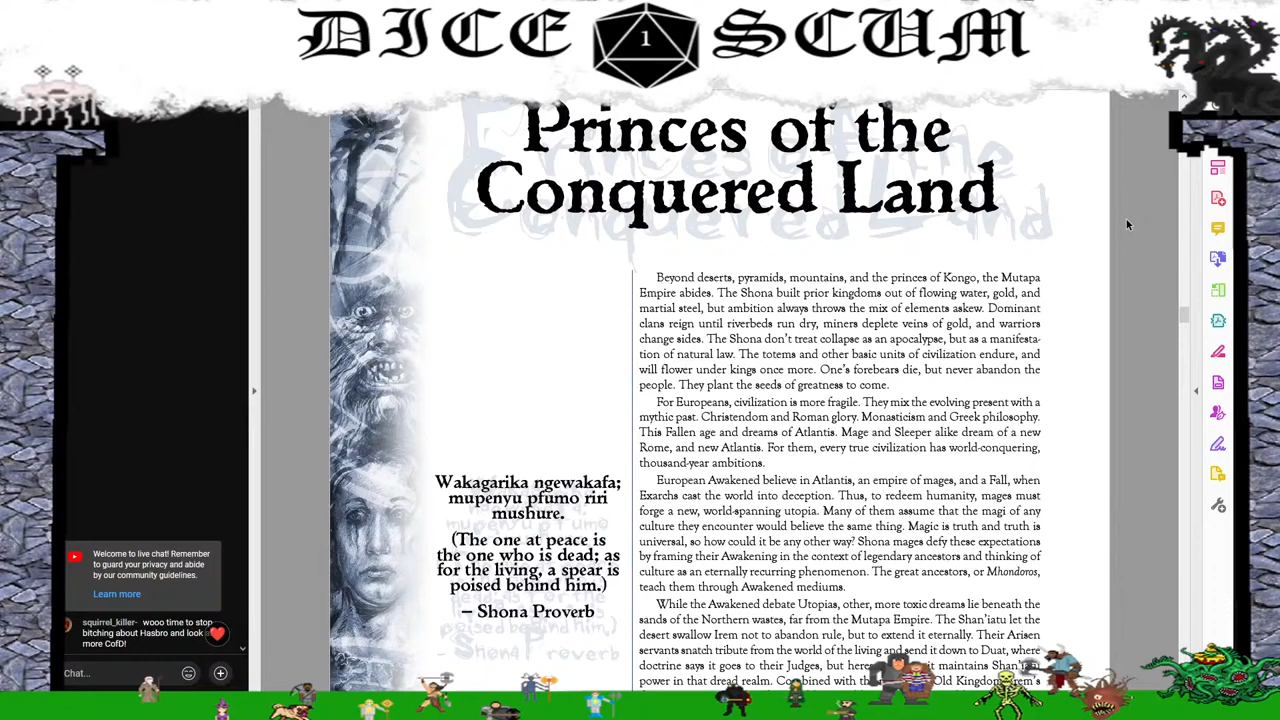 DICE 1 SCUM
Princes of the
Conquered Land
Beyond deserts, pyramids, mountains, and the princes of Kongo, the Mutapa
Empire abides. The Shona built prior kingdoms out of flowing water, gold, and
martial steel, but ambition always throws the mix of elements askew. Dominant
clans reign until riverbeds run dry, miners deplete veins of gold, and warriors
change sides. The Shona don't treat collapse as an apocalypse, but as a manifesta-
tion of natural law. The totems and other basic units of civilization endure, and
will flower under kings once more. One's forebears die, but never abandon the
people. They plant the seeds of greatness to come.
For Europeans, civilization is more fragile. They mix the evolving present with a
mythic past. Christendom and Roman glory. Monasticism and Greek philosophy.
This Fallen age and dreams of Atlantis. Mage and Sleeper alike dream of a new
Rome, and new Atlantis. For them, every true civilization has world-conquering,
thousand-year ambitions.
European Awakened believe in Atlantis, an empire of mages, and a Fall, when
Exarchs cast the world into deception. Thus, to redeem humanity, mages must
forge a new, world-spanning utopia. Many of them assume that the magi of any
culture they encounter would believe the same thing. Magic is truth and truth is
universal, so how could it be any other way? Shona mages defy these expectations
by framing their Awakening in the context of legendary ancestors and thinking of
culture as an eternally recurring phenomenon. The great ancestors, or Mhondoros,
teach them through Awakened mediums.
While the Awakened debate Utopias, other, more toxic dreams lie beneath the
sands of the Northern wastes, far from the Mutapa Empire. The Shan'iatu let the
desert swallow Irem not to abandon rule, but to extend it eternally. Their Arisen
servants snatch tribute from the world of the living and send it down to Duat, where
doctrine says it goes to their Judges, but here it maintains
power in that dread realm. Combined with Old Kingdom
Wakagarika ngewakafa;
mupenyu pfumo riri
mushure.
(The one at peace is
the one who is dead; as
for the living, a spear is
poised behind him.)
– Shona Proverb
Welcome to live chat! Remember
to guard your privacy and abide
by our community guidelines.
Learn more
squirrel_killer- wooo time to stop
bitching about Hasbro and look
more CofD!
Chat...